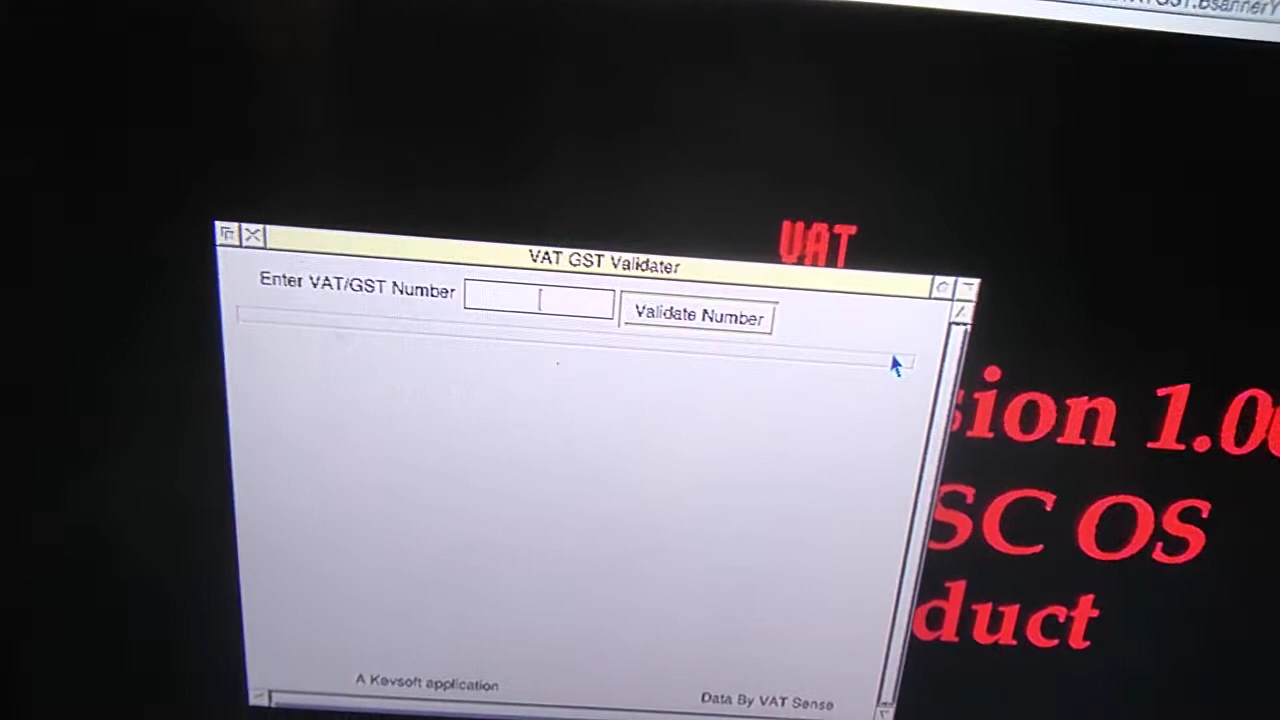 VAT
VAT GST Validater
Enter VAT/GST Number
Validate Number
sion 1.0
SC OS
duct
A Kevsoft application
Data By VAT Sense